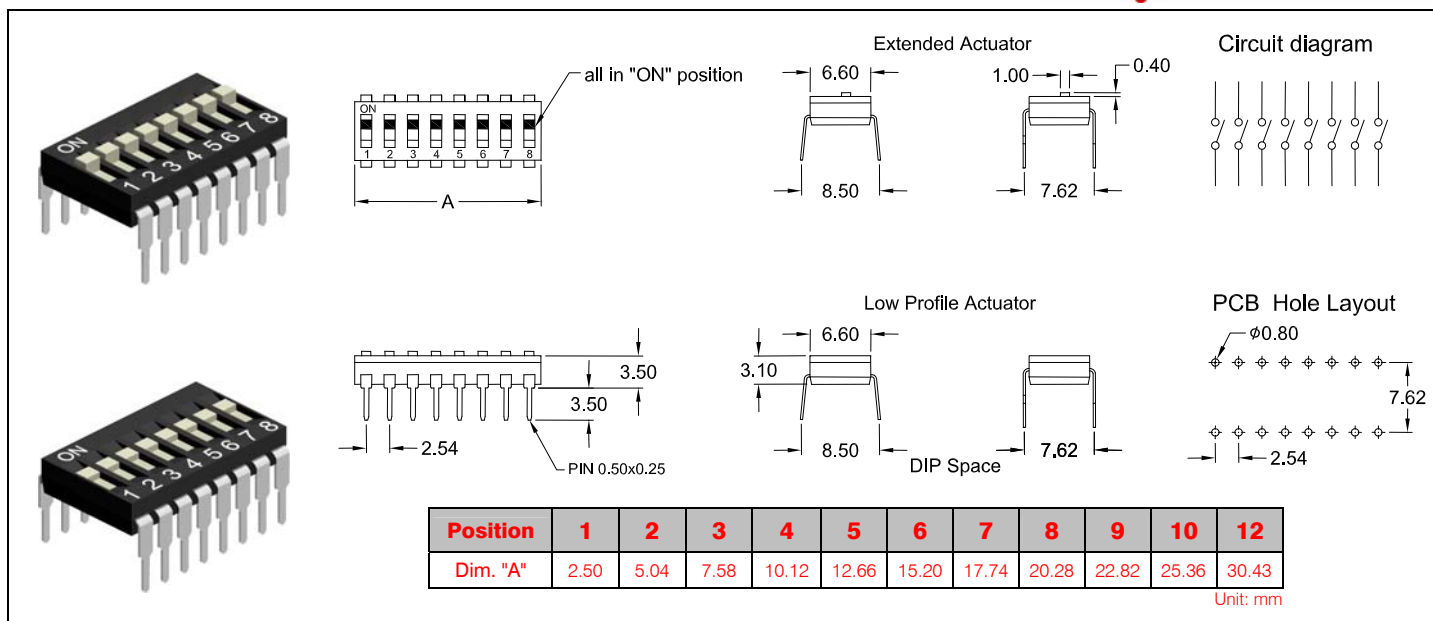 Extended Actuator
Circuit diagram
all in "ON" position
6.60
1.00
0.40
ON
1 2 3 4 5 6 7 8
ON
1 2 3 4 5 6 7 8
A
8.50
7.62
Low Profile Actuator
PCB Hole Layout
6.60
ϕ0.80
3.50
3.10
3.50
7.62
2.54
8.50
7.62
2.54
DIP Space
PIN 0.50x0.25
ON
1 2 3 4 5 6 7 8
Position 1 2 3 4 5 6 7 8 9 10 12
Dim. "A" 2.50 5.04 7.58 10.12 12.66 15.20 17.74 20.28 22.82 25.36 30.43
Unit: mm